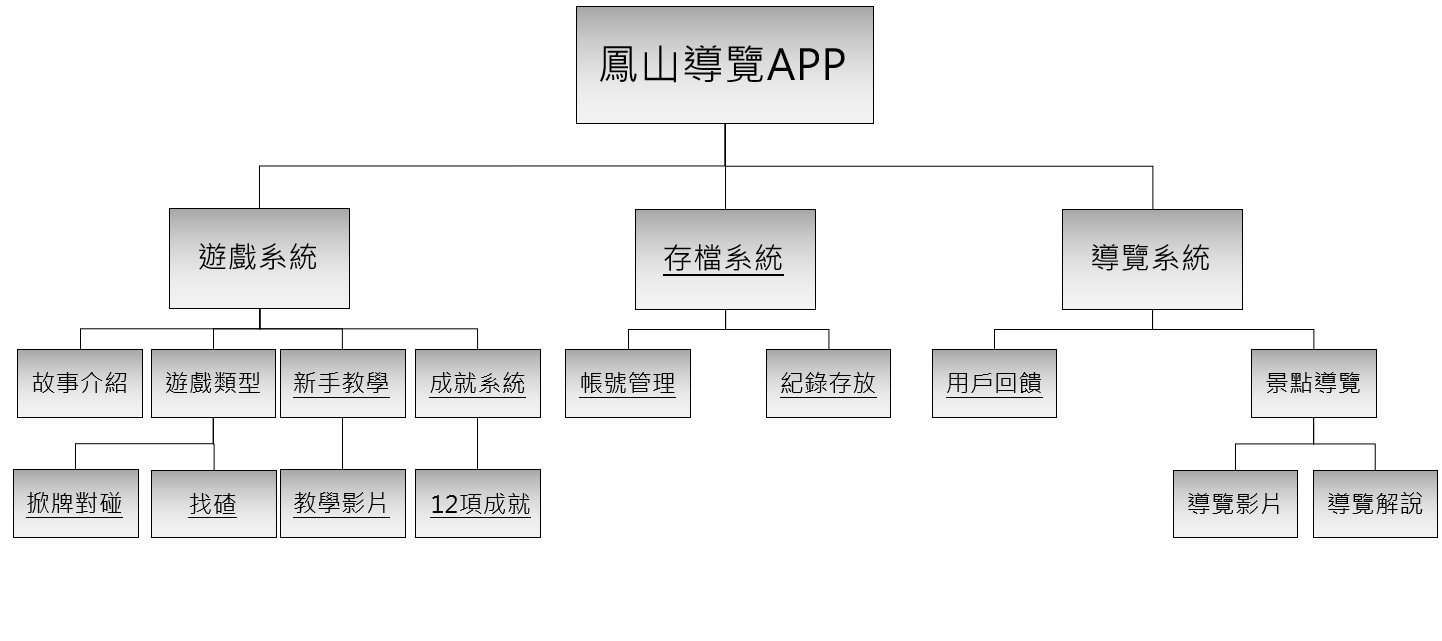 鳳山導覽APP
遊戲系統
存檔系統
導覽系統
故事介紹
遊戲類型
新手教學
成就系統
帳號管理
紀錄存放
用戶回饋
景點導覽
掀牌對碰
找碴
教學影片
12項成就
導覽影片
導覽解說